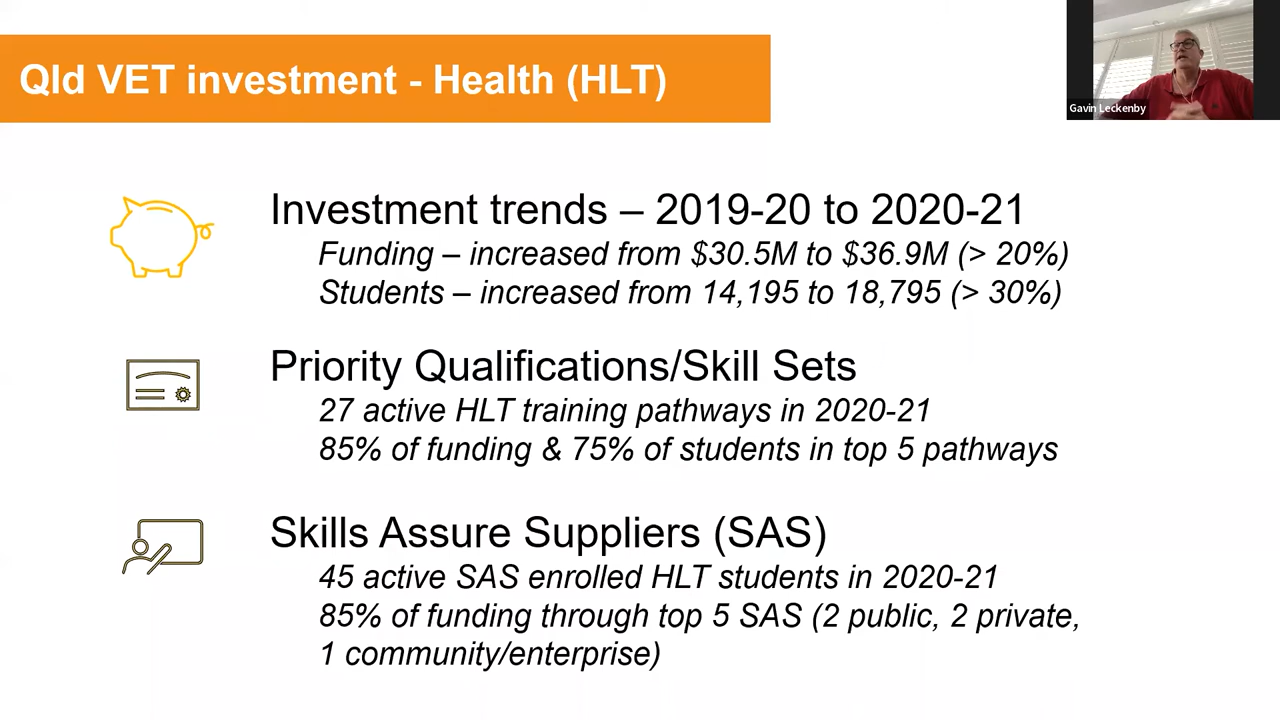 Qld VET investment - Health (HLT)
Gavin Leckenby
Investment trends – 2019-20 to 2020-21
Funding – increased from $30.5M to $36.9M (> 20%)
Students – increased from 14,195 to 18,795 (> 30%)
Priority Qualifications/Skill Sets
27 active HLT training pathways in 2020-21
85% of funding & 75% of students in top 5 pathways
Skills Assure Suppliers (SAS)
45 active SAS enrolled HLT students in 2020-21
85% of funding through top 5 SAS (2 public, 2 private,
1 community/enterprise)